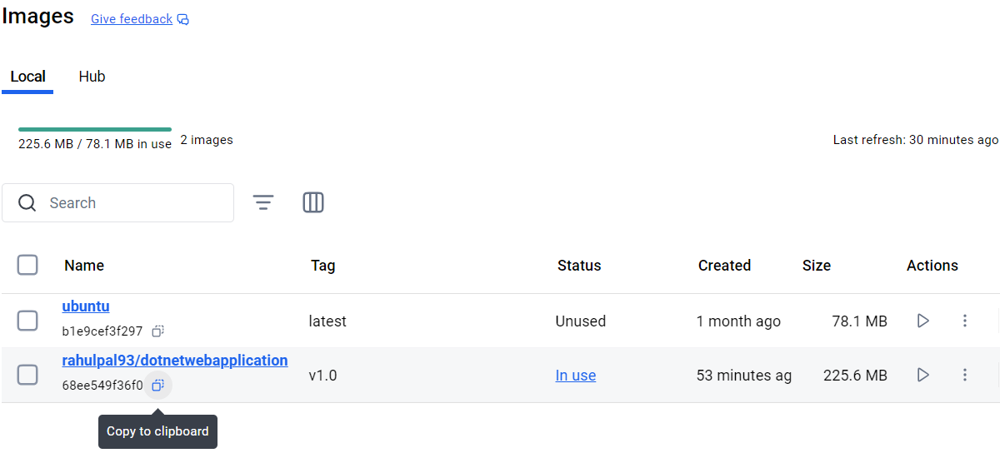 Images Give feedback
Local Hub
225.6 MB / 78.1 MB in use 2 images Last refresh: 30 minutes ago
Search
Name Tag Status Created Size Actions
ubuntu
b1e9cef3f297 latest Unused 1 month ago 78.1 MB
rahulpal93/dotnetwebapplication
68ee549f36f0 v1.0 In use 53 minutes ag 225.6 MB
Copy to clipboard